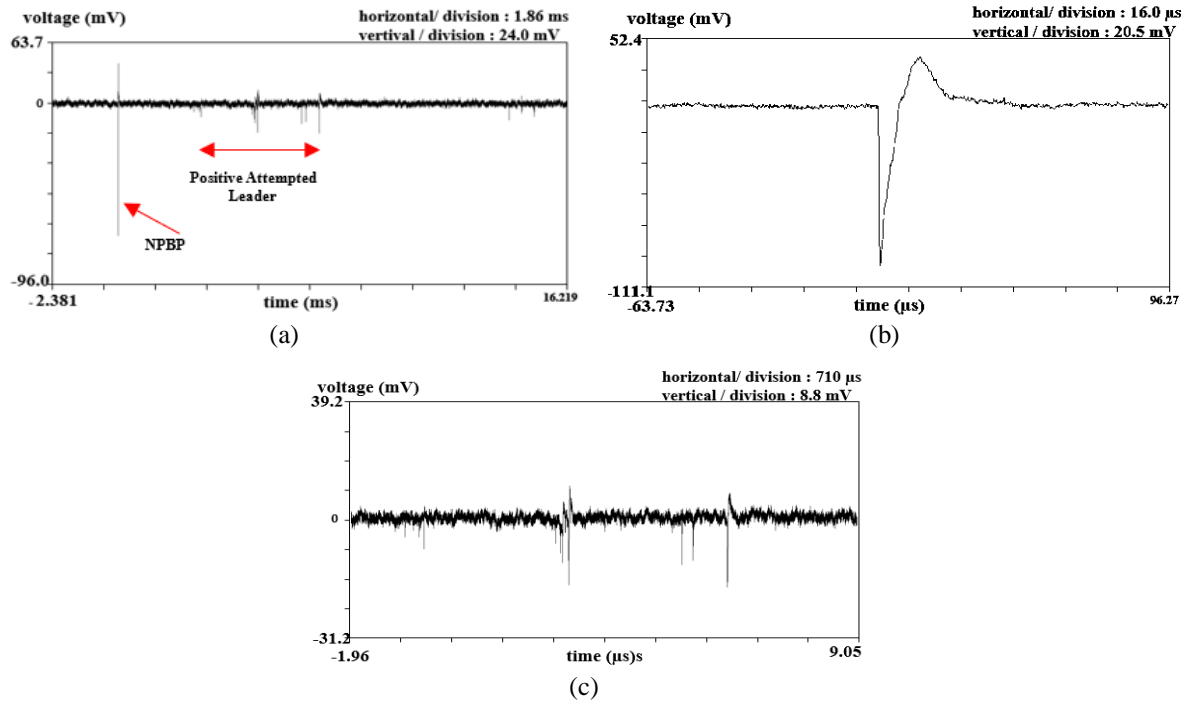 voltage (mV)
horizontal/ division : 1.86 ms
vertival / division : 24.0 mV
63.7
0
Positive Attempted
Leader
NPBP
-96.0
-2.381
time (ms)
16.219
(a)
voltage (mV)
horizontal/ division : 16.0 μs
vertical / division : 20.5 mV
52.4
-111.1
-63.73
time (μs)
96.27
(b)
voltage (mV)
horizontal/ division : 710 μs
vertical / division : 8.8 mV
39.2
0
-31.2
-1.96
time (μs)s
9.05
(c)